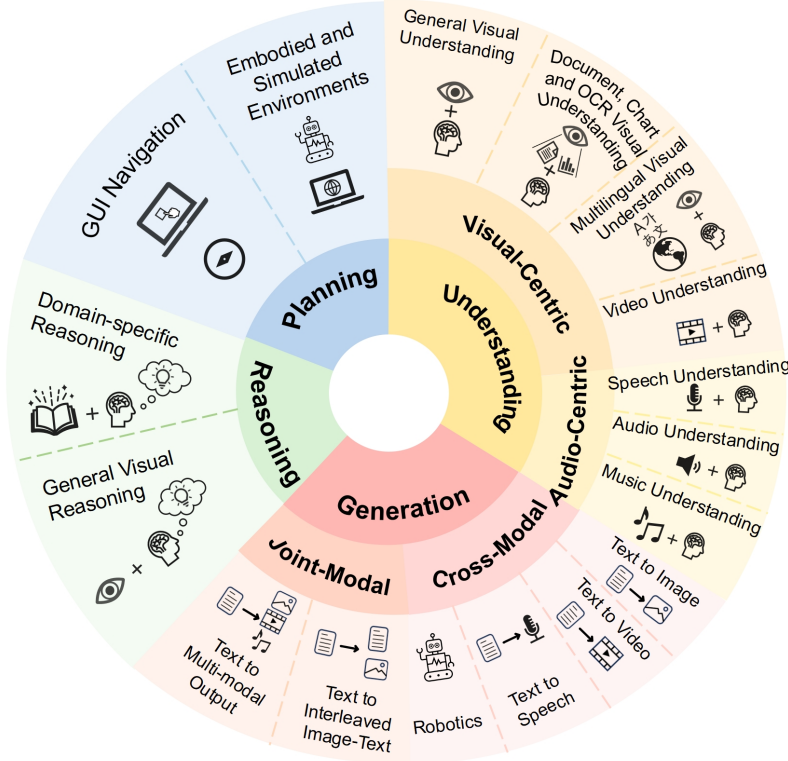 General Visual
Understanding
Document, Chart
and OCR Visual
Understanding
Multilingual Visual
Understanding
A가
あ文
Video Understanding
Speech Understanding
Audio Understanding
Music Understanding
Visual-Centric
Audio-Centric
Understanding
Embodied and
Simulated
Environments
GUI Navigation
Planning
Domain-specific
Reasoning
General Visual
Reasoning
Reasoning
Generation
Joint-Modal
Cross-Modal
Text to
Multi-modal
Output
Text to
Interleaved
Image-Text
Robotics
Text to
Speech
Text to Video
Text to Image